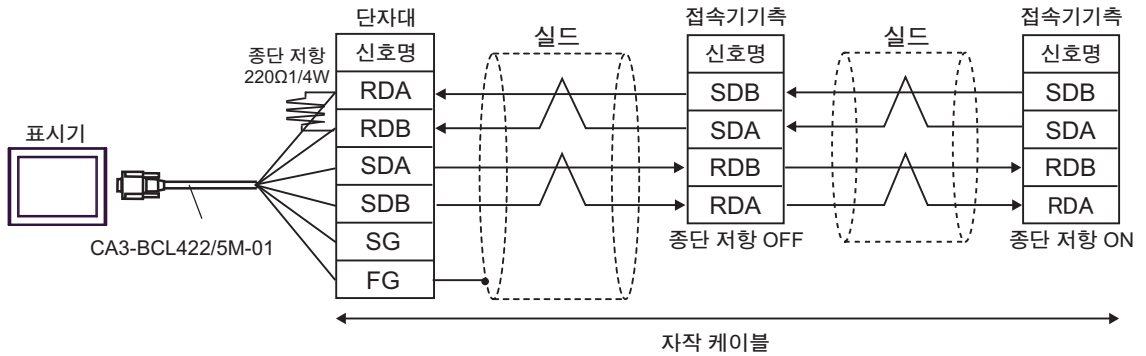 단자대
접속기기측
접속기기측
신호명
실드
신호명
실드
신호명
종단 저항
220Ω1/4W
RDA
SDB
SDB
RDB
SDA
SDA
표시기
SDA
RDB
RDB
SDB
RDA
RDA
CA3-BCL422/5M-01
SG
종단 저항 OFF
종단 저항 ON
FG
자작 케이블